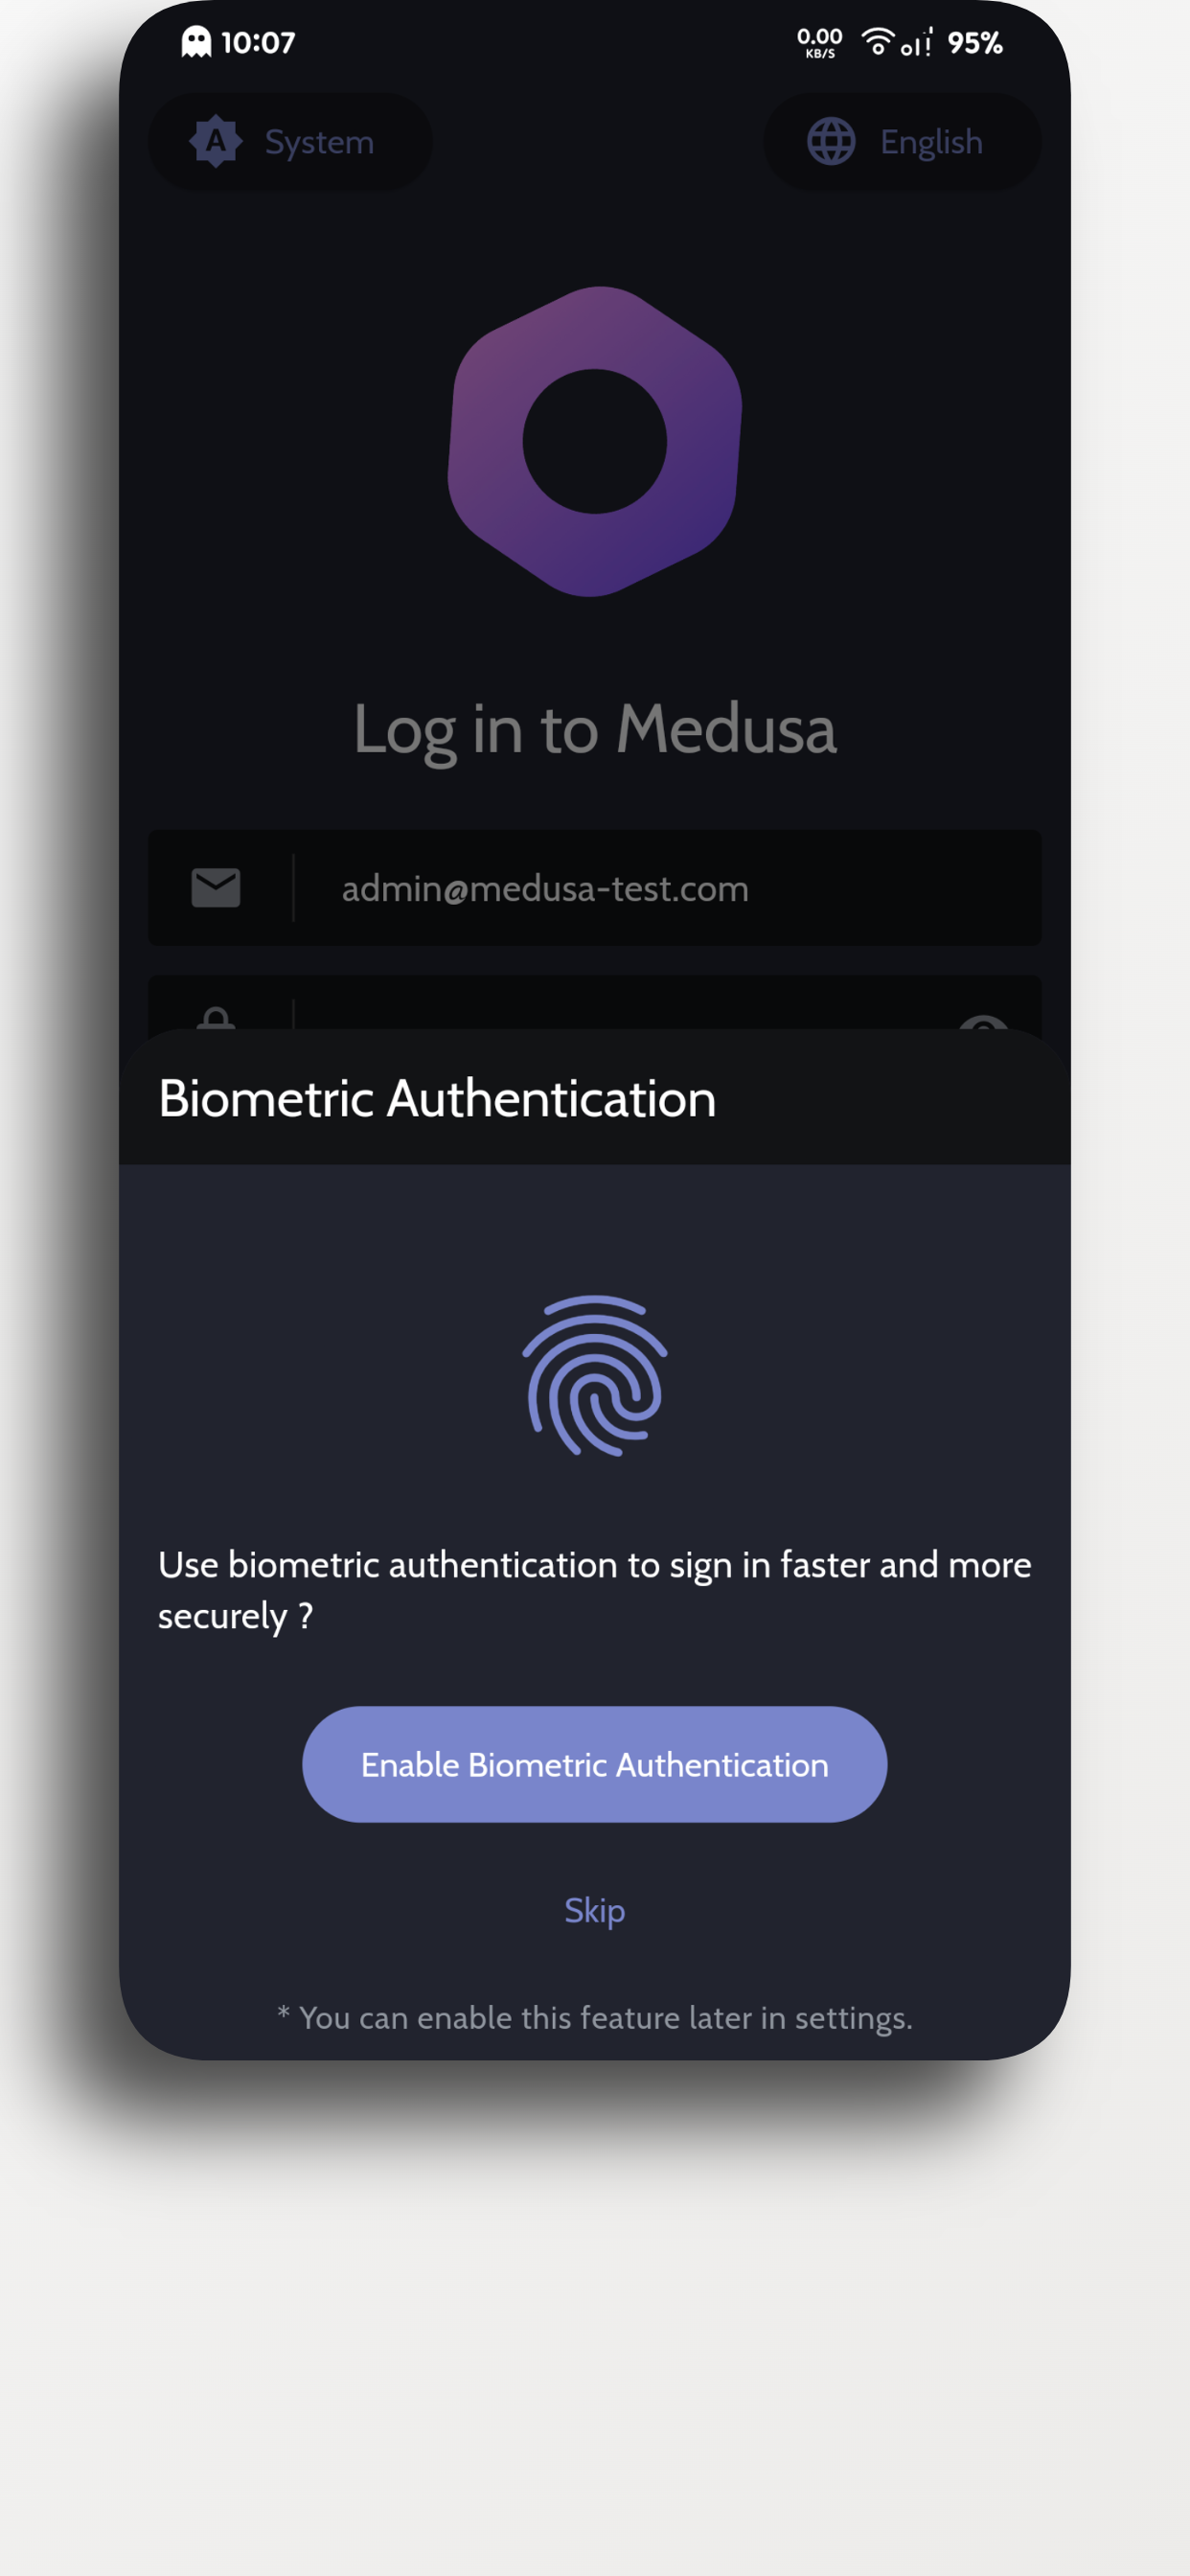 10:07
0.00
KB/S
95%
A System
English
Log in to Medusa
admin@medusa-test.com
Biometric Authentication
Use biometric authentication to sign in faster and more
securely ?
Enable Biometric Authentication
Skip
* You can enable this feature later in settings.